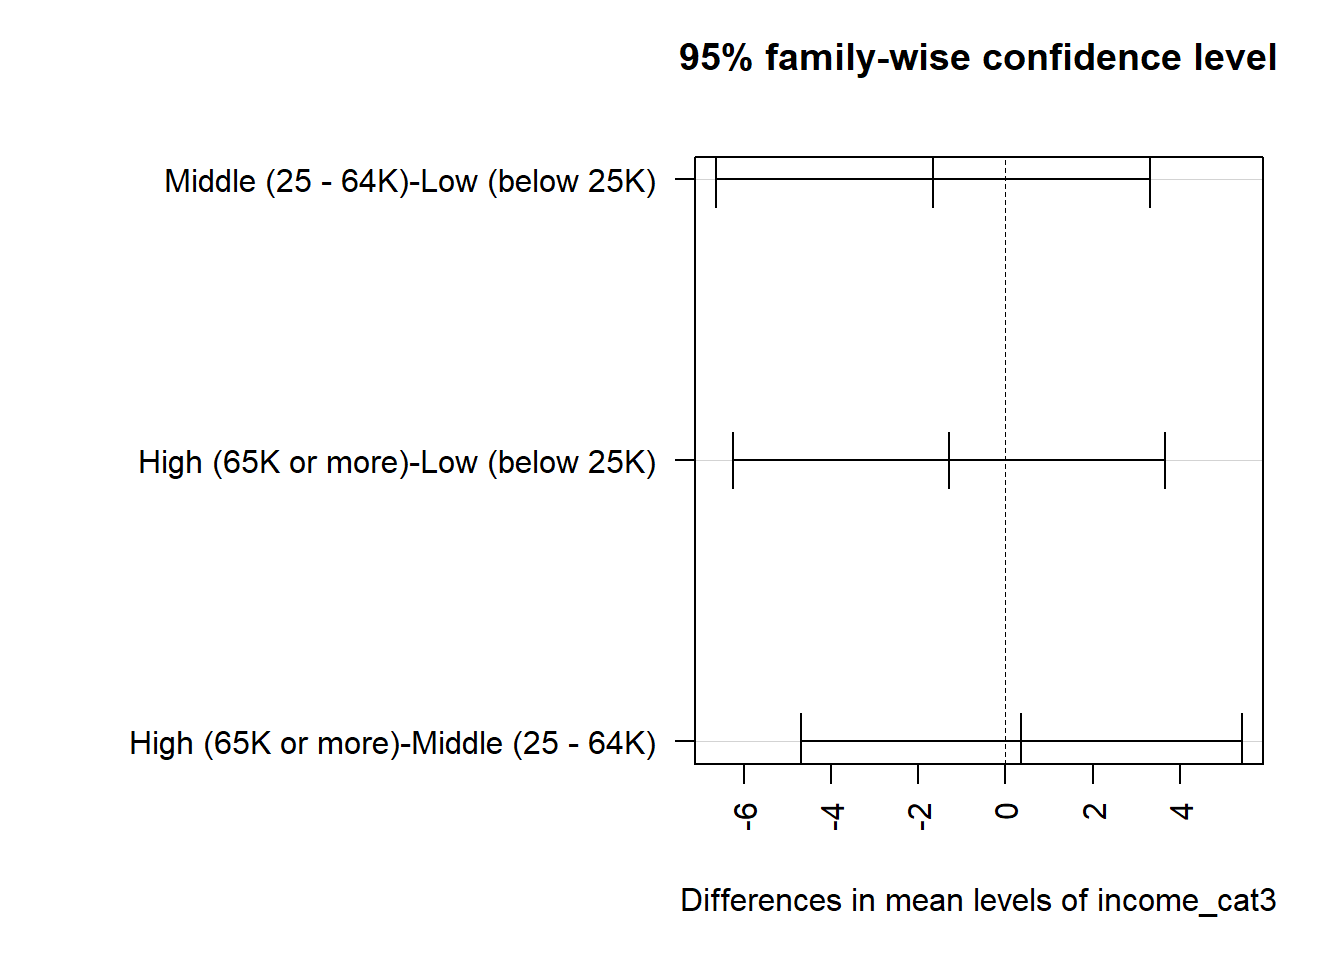 95% family-wise confidence level
Middle (25 - 64K)-Low (below 25K)
High (65K or more)-Low (below 25K)
High (65K or more)-Middle (25 - 64K)
-6 -4 -2 0 2 4
Differences in mean levels of income_cat3